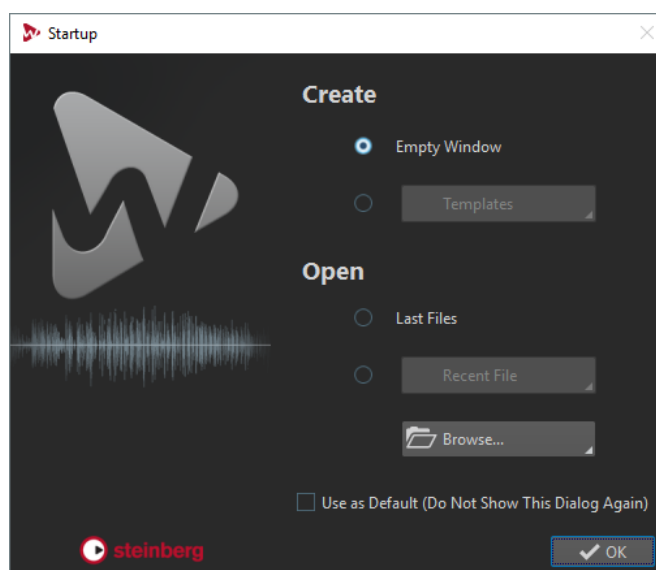 Startup
Create
Empty Window
Templates
Open
Last Files
Recent File
Browse...
Use as Default (Do Not Show This Dialog Again)
steinberg
OK